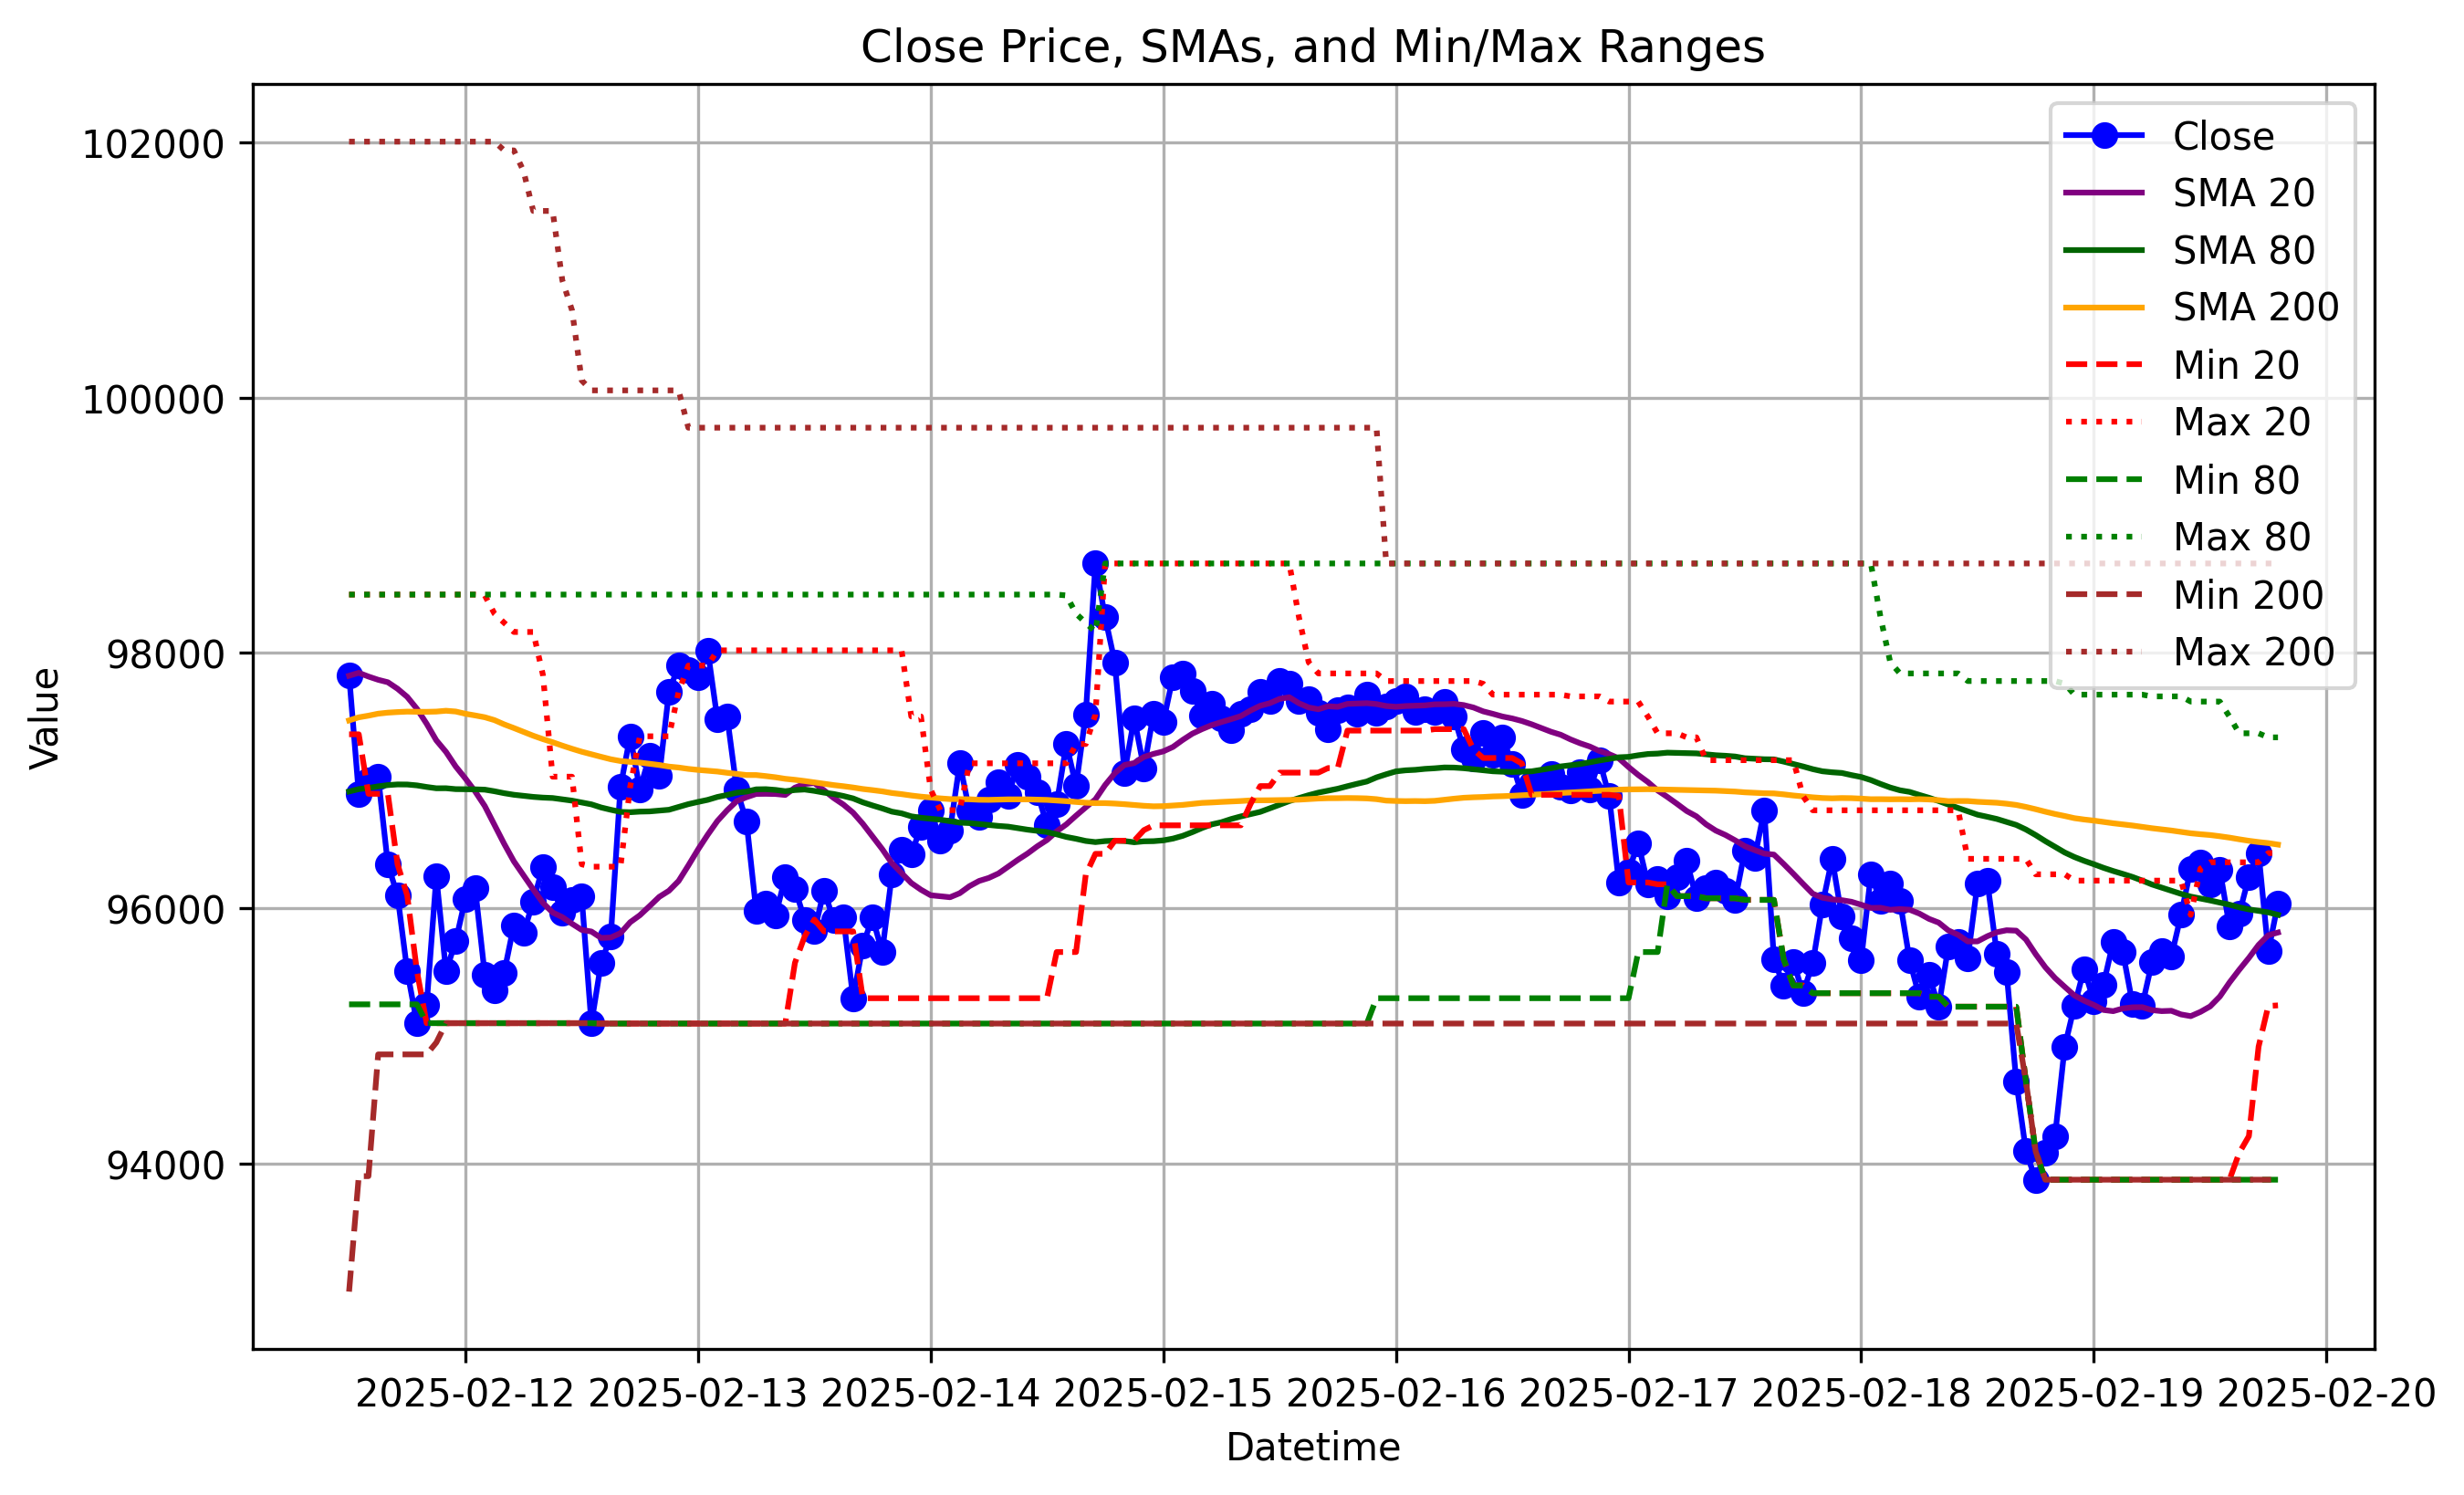 Close Price, SMAs, and Min/Max Ranges
102000
100000
98000
96000
94000
Value
Close
SMA 20
SMA 80
SMA 200
Min 20
Max 20
Min 80
Max 80
Min 200
Max 200
2025-02-12 2025-02-13 2025-02-14 2025-02-15 2025-02-16 2025-02-17 2025-02-18 2025-02-19 2025-02-20
Datetime